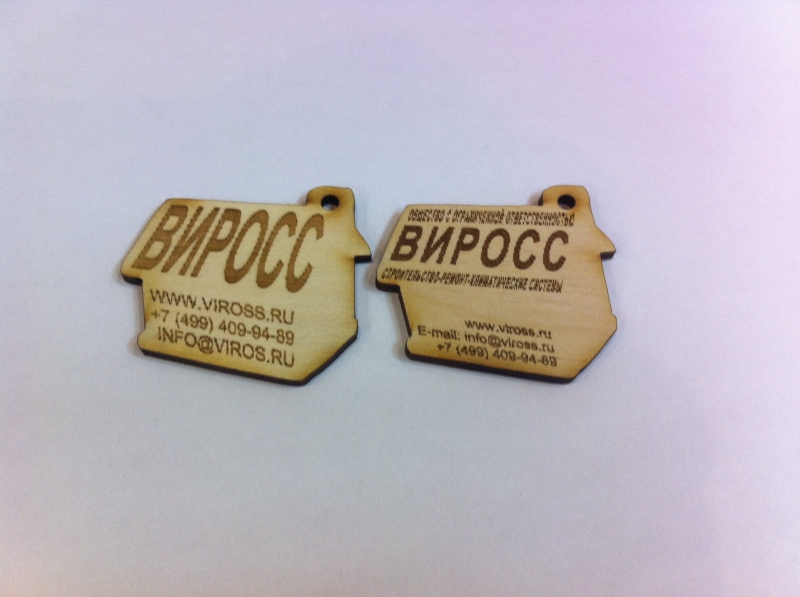 ВИРОСС
WWW.VIROSS.RU
+7 (499) 409-94-89
INFO@VIROS.RU
ОБЩЕСТВО С ОГРАНИЧЕННОЙ ОТВЕТСТВЕННОСТЬЮ
ВИРОСС
СТРОИТЕЛЬСТВО-РЕМОНТ-КЛИМАТИЧЕСКИЕ СИСТЕМЫ
www.viross.ru
E-mail: info@viross.ru
+7 (499) 409-94-89